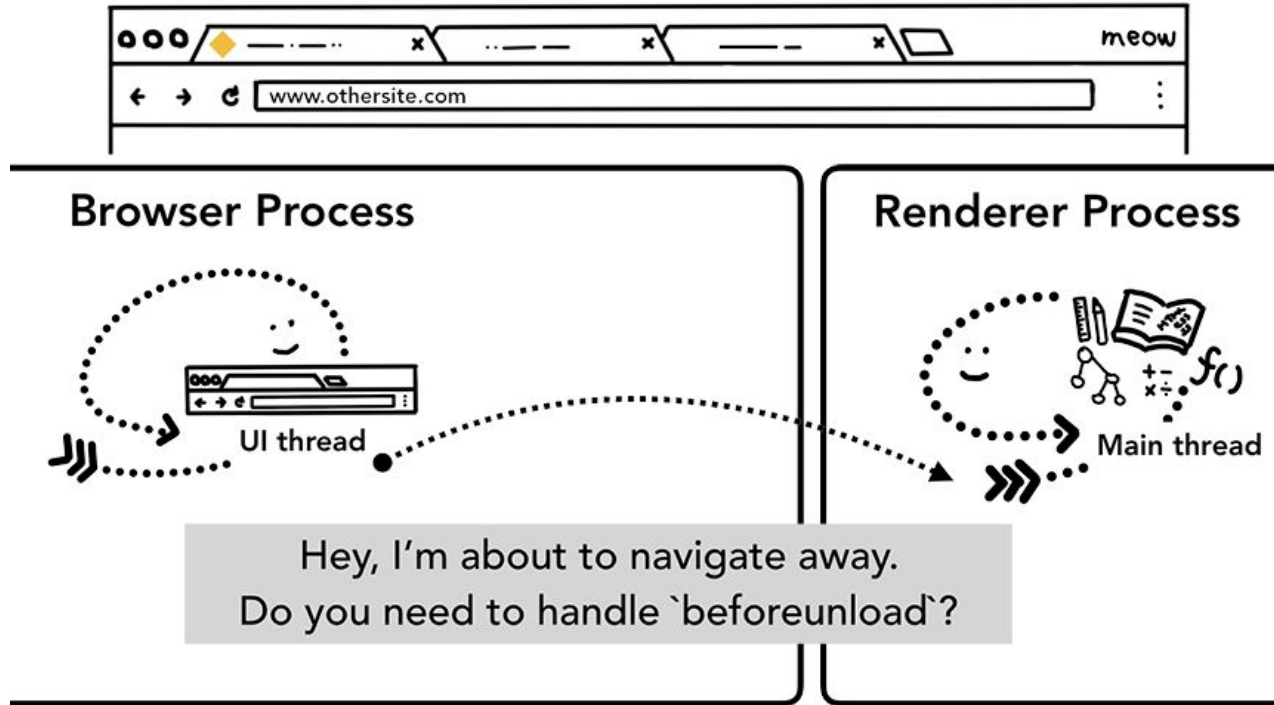 meow
www.othersite.com
Browser Process
Renderer Process
UI thread
f()
+-
×÷
Main thread
Hey, I'm about to navigate away.
Do you need to handle `beforeunload`?